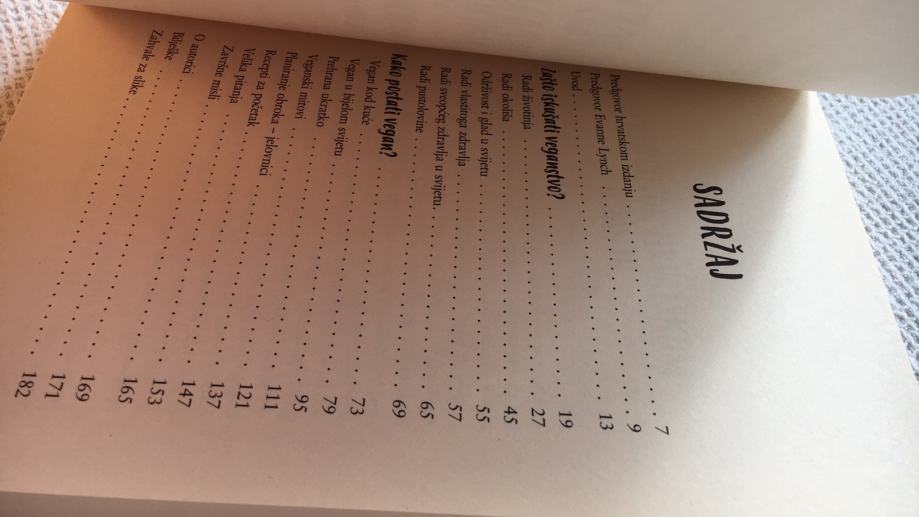 SADRŽAJ
Predgovor hrvatskom izdanju . . . . . . . . . . . . . . . 7
Predgovor Evanne Lynch . . . . . . . . . . . . . . . 9
Uvod . . . . . . . . . . . . . . . 13
Zašto iskušati veganstvo? . . . . . . . . . . . . . . . 19
Radi životinja . . . . . . . . . . . . . . . 27
Radi okoliša . . . . . . . . . . . . . . . 45
Održivost i glad u svijetu . . . . . . . . . . . . . . . 55
Radi vlastitoga zdravlja . . . . . . . . . . . . . . . 57
Radi sveopćeg zdravlja u svijetu . . . . . . . . . . . . . . . 65
Radi pustolovine . . . . . . . . . . . . . . . 69
Kako postati vegan? . . . . . . . . . . . . . . . 73
Vegan kod kuće . . . . . . . . . . . . . . . 79
Vegan u bijelom svijetu . . . . . . . . . . . . . . . 95
Prehrana ukratko . . . . . . . . . . . . . . . 111
Veganski mitovi . . . . . . . . . . . . . . . 121
Planiranje obroka – jelovnici . . . . . . . . . . . . . . . 137
Recepti za početak . . . . . . . . . . . . . . . 147
Velika pitanja . . . . . . . . . . . . . . . 153
Završne misli . . . . . . . . . . . . . . . 165
O autorici . . . . . . . . . . . . . . . 169
Bilješke . . . . . . . . . . . . . . . 171
Zahvale za slike . . . . . . . . . . . . . . . 182